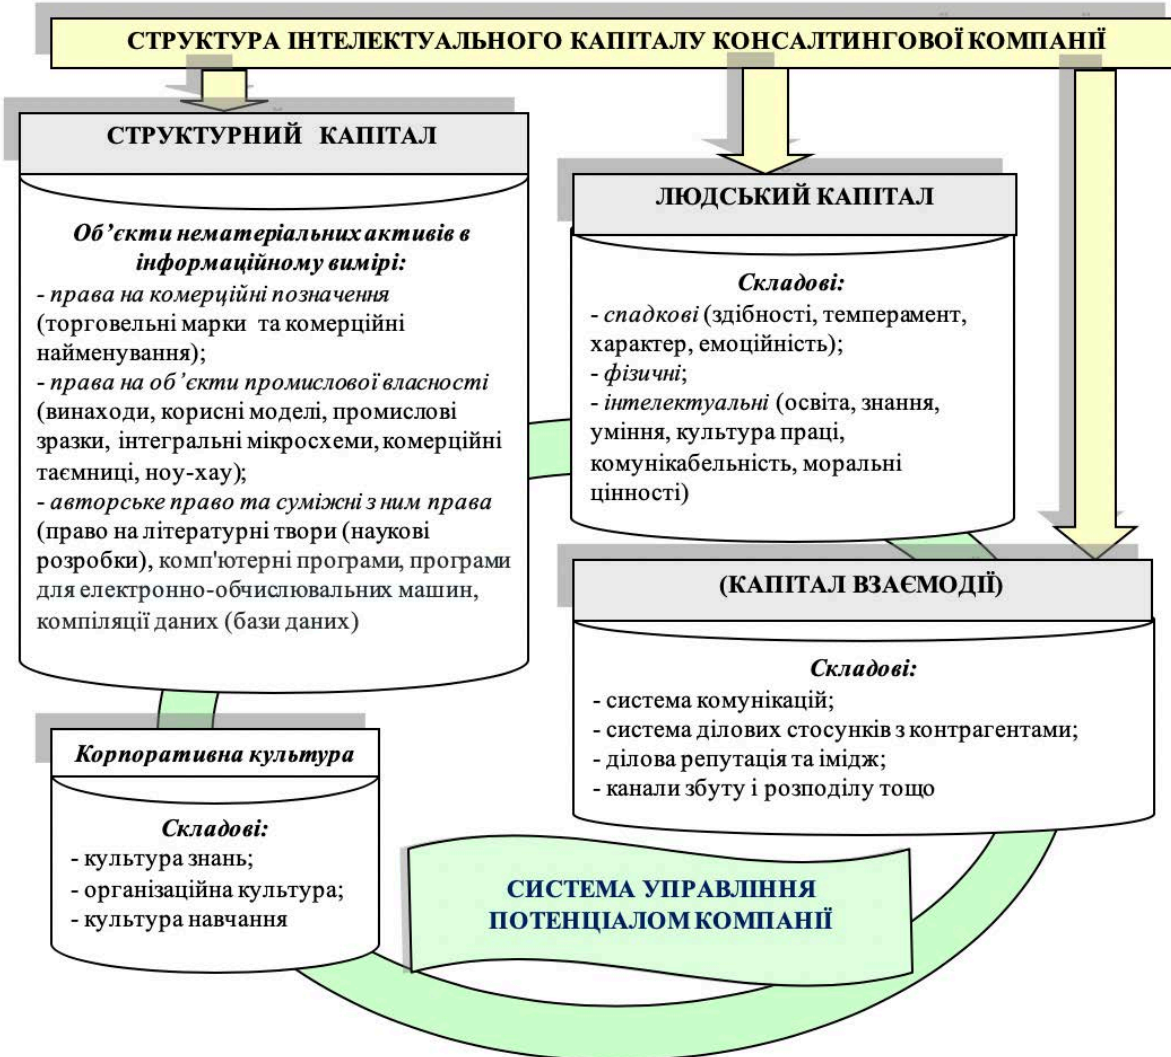 СТРУКТУРА ІНТЕЛЕКТУАЛЬНОГО КАПІТАЛУ КОНСАЛТИНГОВОЇ КОМПАНІЇ
СТРУКТУРНИЙ КАПІТАЛ
Об’єкти нематеріальних активів в
інформаційному вимірі:
- права на комерційні позначення
(торговельні марки та комерційні
найменування);
- права на об’єкти промислової власності
(винаходи, корисні моделі, промислові
зразки, інтегральні мікросхеми, комерційні
таємниці, ноу-хау);
- авторське право та суміжні з ним права
(право на літературні твори (наукові
розробки), комп'ютерні програми, програми
для електронно-обчислювальних машин,
компіляції даних (бази даних)
ЛЮДСЬКИЙ КАПІТАЛ
Складові:
- спадкові (здібності, темперамент,
характер, емоційність);
- фізичні;
- інтелектуальні (освіта, знання,
уміння, культура праці,
комунікабельність, моральні
цінності)
(КАПІТАЛ ВЗАЄМОДІЇ)
Складові:
- система комунікацій;
- система ділових стосунків з контрагентами;
- ділова репутація та імідж;
- канали збуту і розподілу тощо
Корпоративна культура
Складові:
- культура знань;
- організаційна культура;
- культура навчання
СИСТЕМА УПРАВЛІННЯ
ПОТЕНЦІАЛОМ КОМПАНІЇ